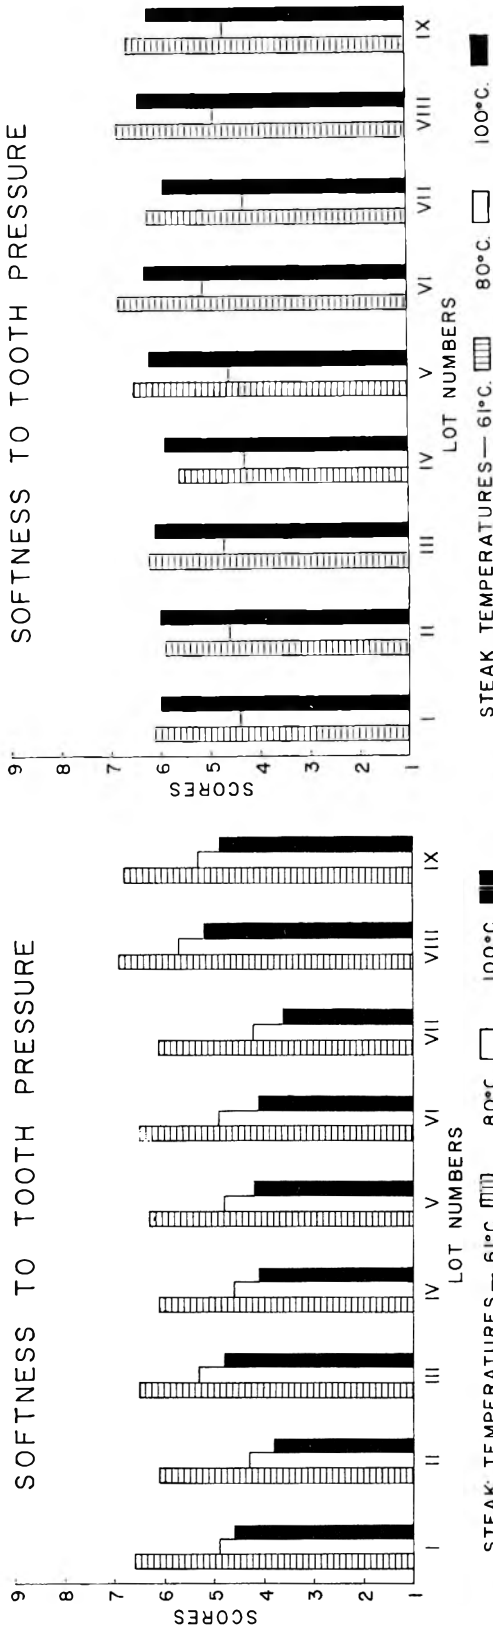 SOFTNESS TO TOOTH PRESSURE
9
8
7
6
5
4
3
2
1
SCORES
I II III IV V VI VII VIII IX
LOT NUMBERS
STEAK TEMPERATURES— 61°C. 80°C. 100°C.
SOFTNESS TO TOOTH PRESSURE
9
8
7
6
5
4
3
2
1
SCORES
I II III IV V VI VII VIII IX
LOT NUMBERS
STEAK TEMPERATURES— 61°C. 80°C. 100°C.